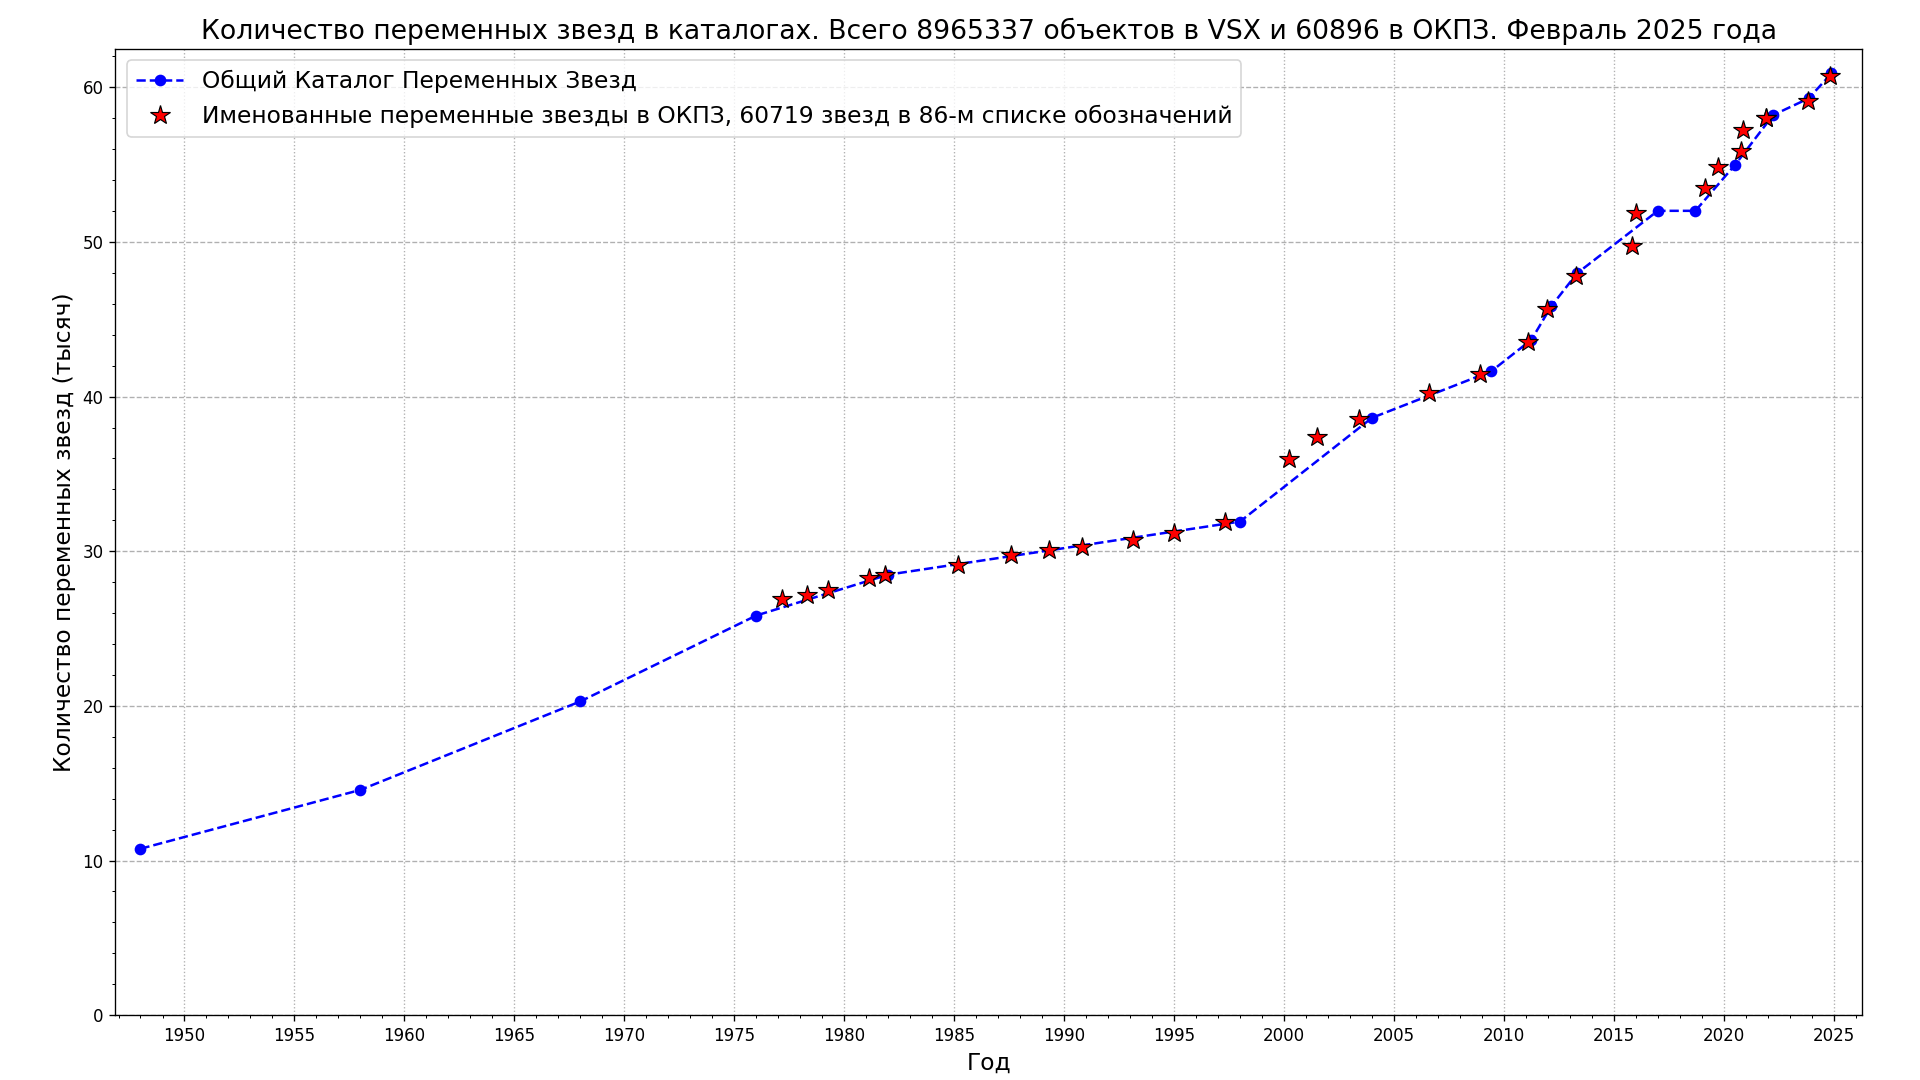 Количество переменных звезд в каталогах. Всего 8965337 объектов в VSX и 60896 в ОКПЗ. Февраль 2025 года
Общий Каталог Переменных Звезд
Именованные переменные звезды в ОКПЗ, 60719 звезд в 86-м списке обозначений
Количество переменных звезд (тысяч)
60
50
40
30
20
10
0
1950 1955 1960 1965 1970 1975 1980 1985 1990 1995 2000 2005 2010 2015 2020 2025
Год